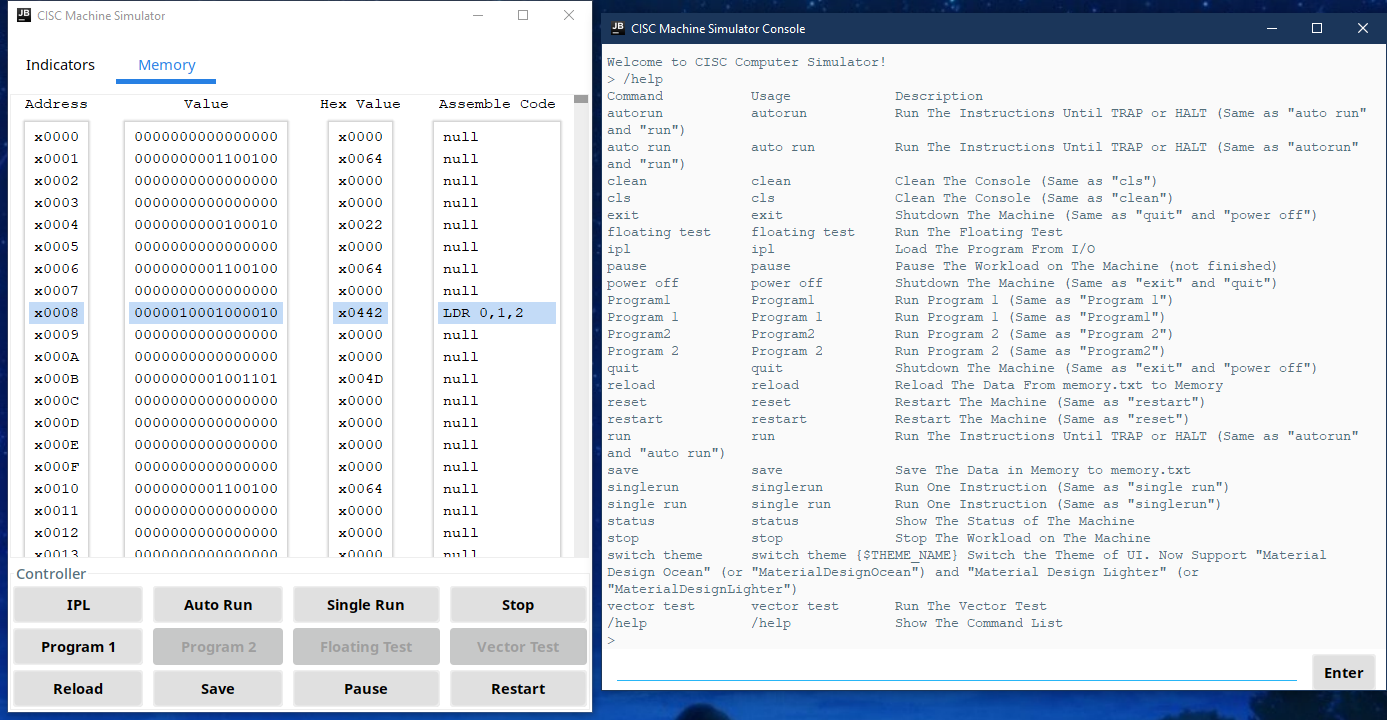 JB CISC Machine Simulator
Indicators Memory
Address Value Hex Value Assemble Code
x0000 0000000000000000 x0000 null
x0001 0000000001100100 x0064 null
x0002 0000000000000000 x0000 null
x0003 0000000000000000 x0000 null
x0004 0000000000100010 x0022 null
x0005 0000000000000000 x0000 null
x0006 0000000001100100 x0064 null
x0007 0000000000000000 x0000 null
x0008 0000010001000010 x0442 LDR 0,1,2
x0009 0000000000000000 x0000 null
x000A 0000000000000000 x0000 null
x000B 0000000001001101 x004D null
x000C 0000000000000000 x0000 null
x000D 0000000000000000 x0000 null
x000E 0000000000000000 x0000 null
x000F 0000000000000000 x0000 null
x0010 0000000001100100 x0064 null
x0011 0000000000000000 x0000 null
x0012 0000000000000000 x0000 null
x0013 0000000000000000 x0000 null
Controller
IPL Auto Run Single Run Stop
Program 1 Program 2 Floating Test Vector Test
Reload Save Pause Restart
JB CISC Machine Simulator Console
Welcome to CISC Computer Simulator!
> /help
Command Usage Description
autorun autorun Run The Instructions Until TRAP or HALT (Same as "auto run"
and "run")
auto run auto run Run The Instructions Until TRAP or HALT (Same as "autorun"
and "run")
clean clean Clean The Console (Same as "cls")
cls cls Clean The Console (Same as "clean")
exit exit Shutdown The Machine (Same as "quit" and "power off")
floating test floating test Run The Floating Test
ipl ipl Load The Program From I/O
pause pause Pause The Workload on The Machine (not finished)
power off power off Shutdown The Machine (Same as "exit" and "quit")
Program1 Program1 Run Program 1 (Same as "Program 1")
Program 1 Program 1 Run Program 1 (Same as "Program1")
Program2 Program2 Run Program 2 (Same as "Program 2")
Program 2 Program 2 Run Program 2 (Same as "Program2")
quit quit Shutdown The Machine (Same as "exit" and "power off")
reload reload Reload The Data From memory.txt to Memory
reset reset Restart The Machine (Same as "restart")
restart restart Restart The Machine (Same as "reset")
run run Run The Instructions Until TRAP or HALT (Same as "autorun"
and "auto run")
save save Save The Data in Memory to memory.txt
singlerun singlerun Run One Instruction (Same as "single run")
single run single run Run One Instruction (Same as "singlerun")
status status Show The Status of The Machine
stop stop Stop The Workload on The Machine
switch theme switch theme {$THEME_NAME} Switch the Theme of UI. Now Support "Material
Design Ocean" (or "MaterialDesignOcean") and "Material Design Lighter" (or
"MaterialDesignLighter")
vector test vector test Run The Vector Test
/help /help Show The Command List
>
Enter